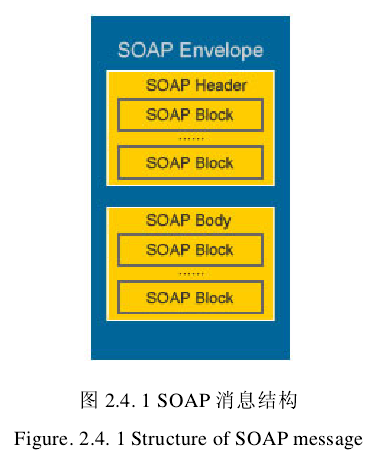 SOAP Envelope
SOAP Header
SOAP Block
......
SOAP Block
SOAP Body
SOAP Block
......
SOAP Block
图 2.4. 1 SOAP 消息结构
Figure. 2.4. 1 Structure of SOAP message